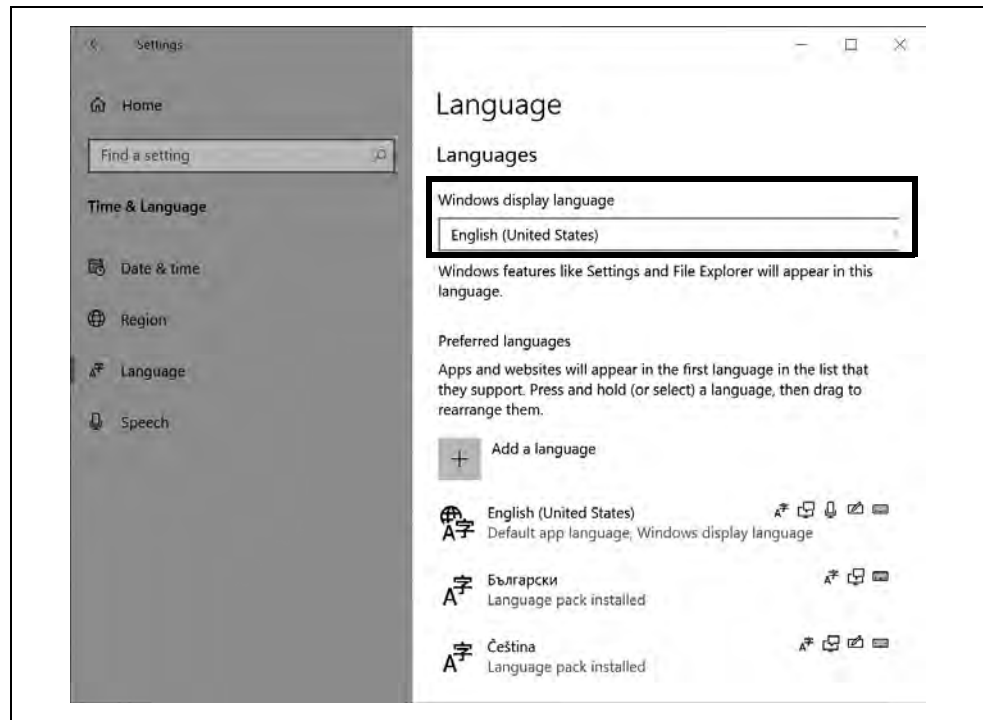 Settings
Home
Find a setting
Time & Language
Date & time
Region
Language
Speech
Language
Languages
Windows display language
English (United States)
Windows features like Settings and File Explorer will appear in this
language.
Preferred languages
Apps and websites will appear in the first language in the list that
they support. Press and hold (or select) a language, then drag to
rearrange them.
Add a language
English (United States)
Default app language, Windows display language
Български
Language pack installed
Čeština
Language pack installed